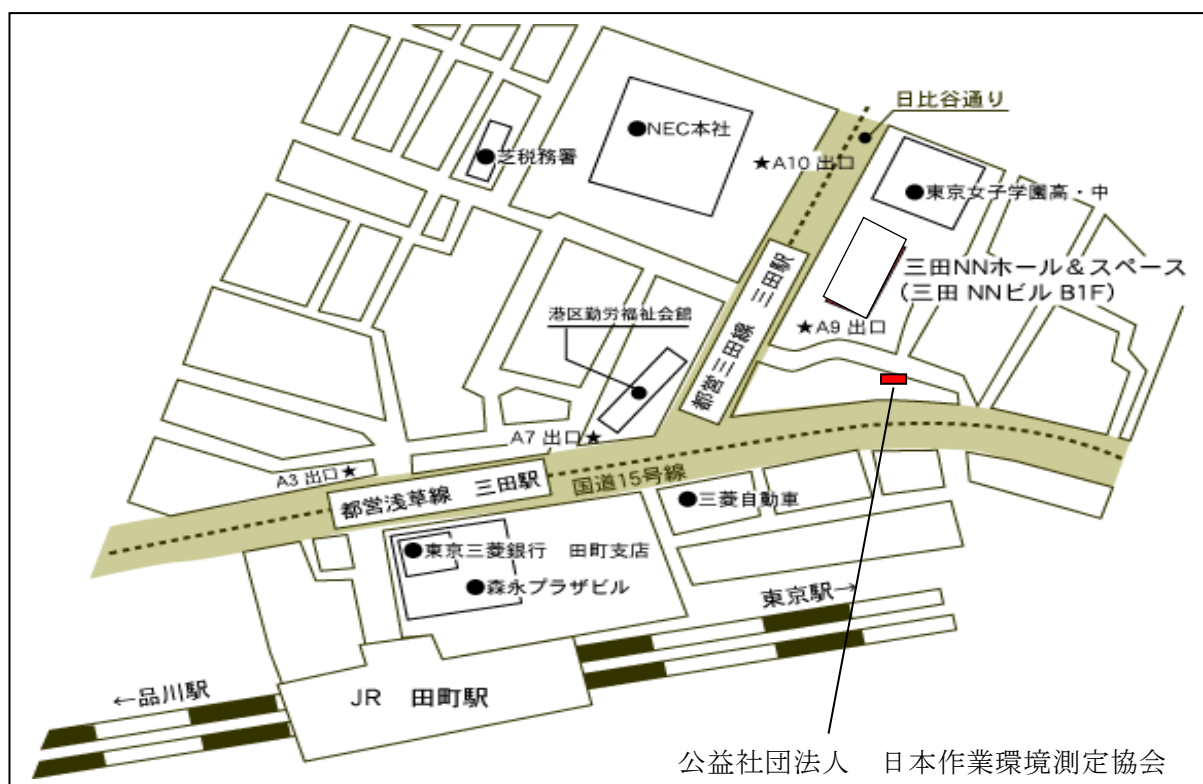 日比谷通り
●NEC本社
●芝税務署
★A10 出口
●東京女子学園高・中
都営三田線 三田駅
三田NNホール&スペース
(三田 NNビル B1F)
港区勤労福祉会館
★A9 出口
A7 出口★
A3 出口★
都営浅草線 三田駅
国道15号線
●三菱自動車
●東京三菱銀行 田町支店
●森永プラザビル
東京駅→
←品川駅
JR 田町駅
公益社団法人 日本作業環境測定協会